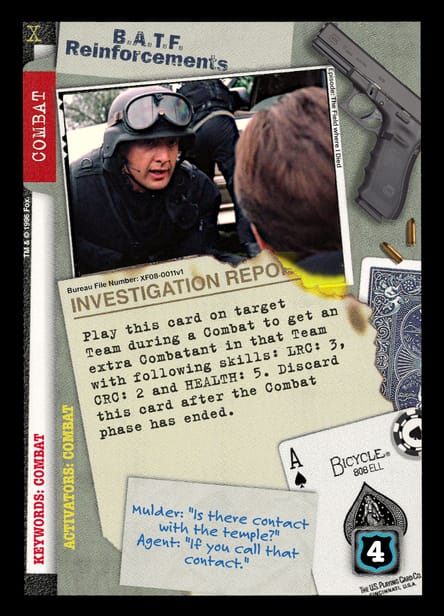 X
B.A.T.F.
Reinforcements
COMBAT
Episode: The Field where I Died
TM & © 1996 Fox.
Bureau File Number: XF08-0011v1
INVESTIGATION REPO
Play this card on target
Team during a Combat to get an
extra Combatant in that Team
with following skills: LRC: 3,
CRC: 2 and HEALTH: 5. Discard
this card after the Combat
phase has ended.
KEYWORDS: COMBAT
ACTIVATORS: COMBAT
Mulder: "Is there contact
with the temple?"
Agent: "If you call that
contact."
A
BICYCLE®
808 ELL
4
THE U.S. PLAYING CARD CO.
CINCINNATI, U.S.A.